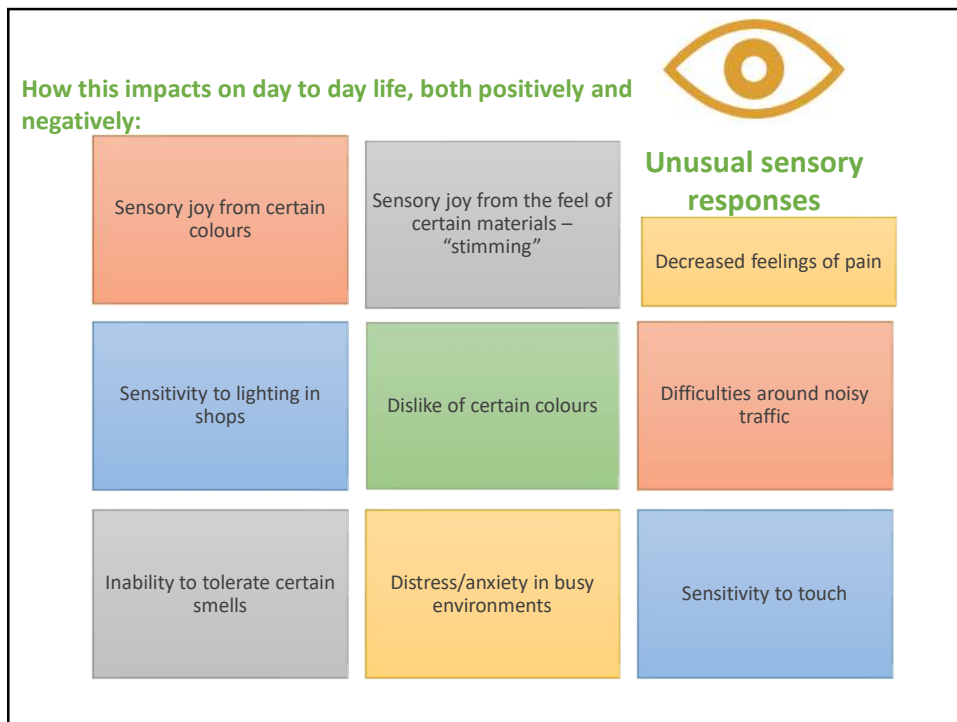 How this impacts on day to day life, both positively and
negatively:
Unusual sensory
responses
Sensory joy from certain
colours
Sensory joy from the feel of
certain materials –
“stimming”
Decreased feelings of pain
Sensitivity to lighting in
shops
Dislike of certain colours
Difficulties around noisy
traffic
Inability to tolerate certain
smells
Distress/anxiety in busy
environments
Sensitivity to touch